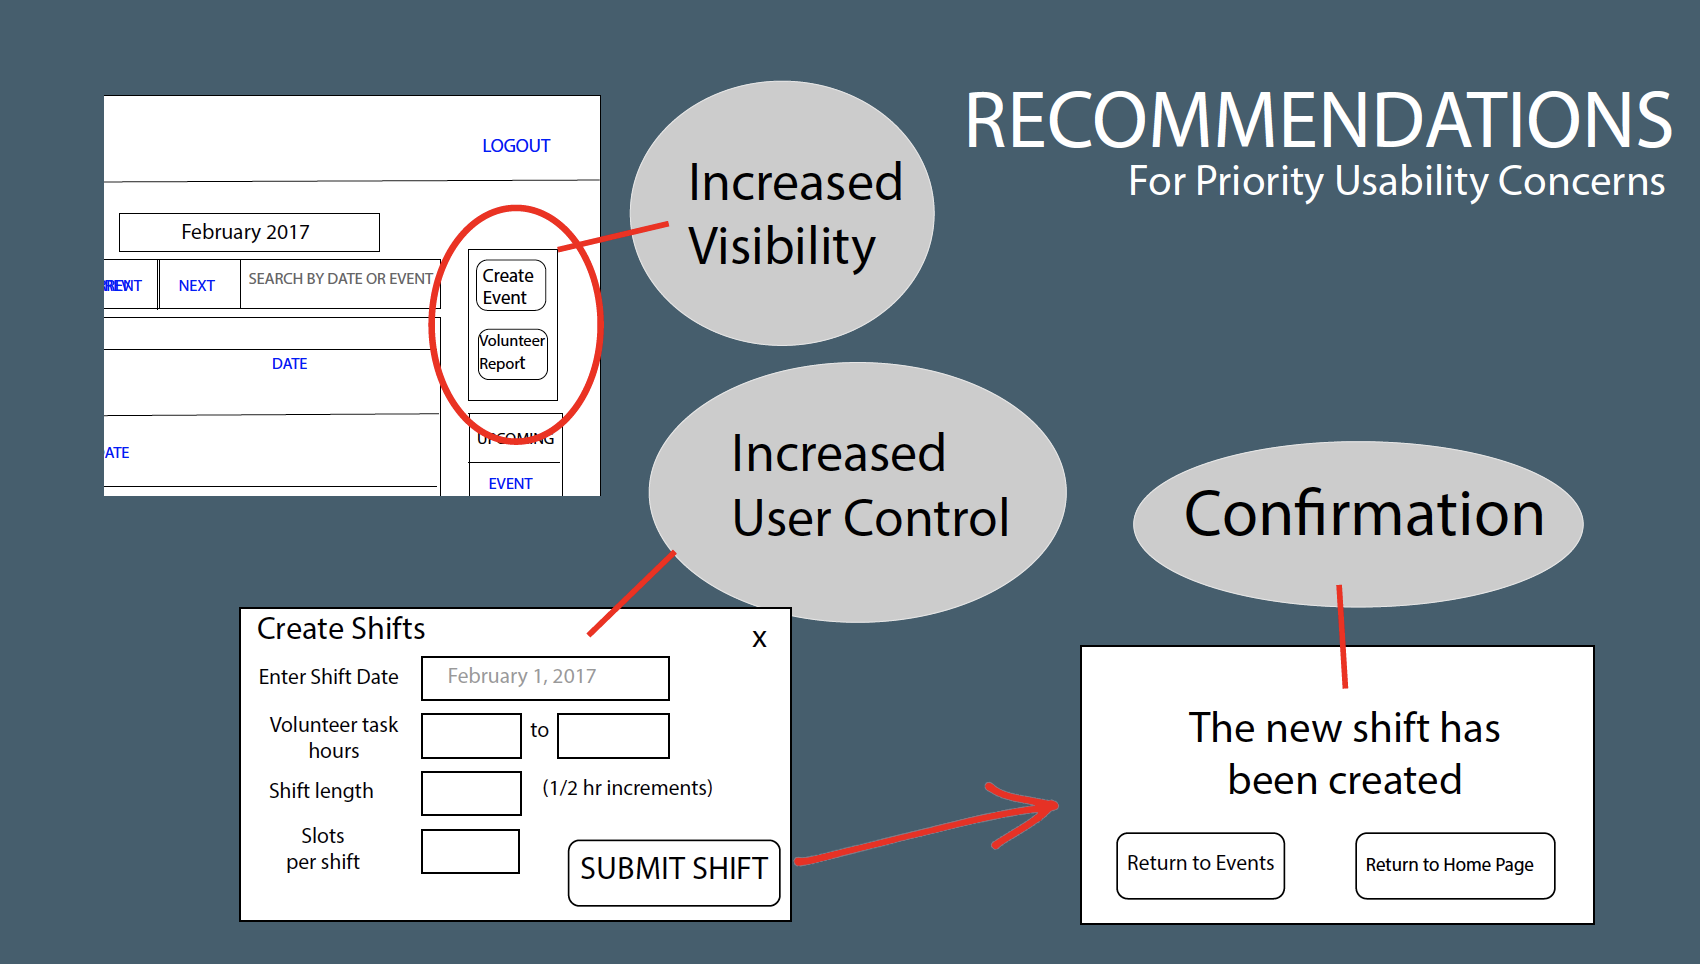 RECOMMENDATIONS
For Priority Usability Concerns
LOGOUT
February 2017
NEXT
SEARCH BY DATE OR EVENT
DATE
ATE
Create
Event
Volunteer
Report
UPCOMING
EVENT
Increased
Visibility
Increased
User Control
Confirmation
Create Shifts
X
Enter Shift Date
February 1, 2017
Volunteer task
hours
to
Shift length
(1/2 hr increments)
Slots
per shift
SUBMIT SHIFT
The new shift has
been created
Return to Events
Return to Home Page